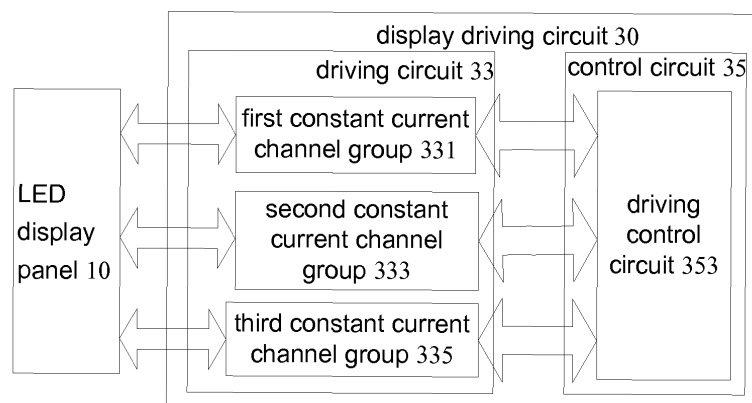 display driving circuit 30
driving circuit 33
control circuit 35
first constant current
channel group 331
LED
display
panel 10
second constant
current channel
group 333
driving
control
circuit 353
third constant current
channel group 335